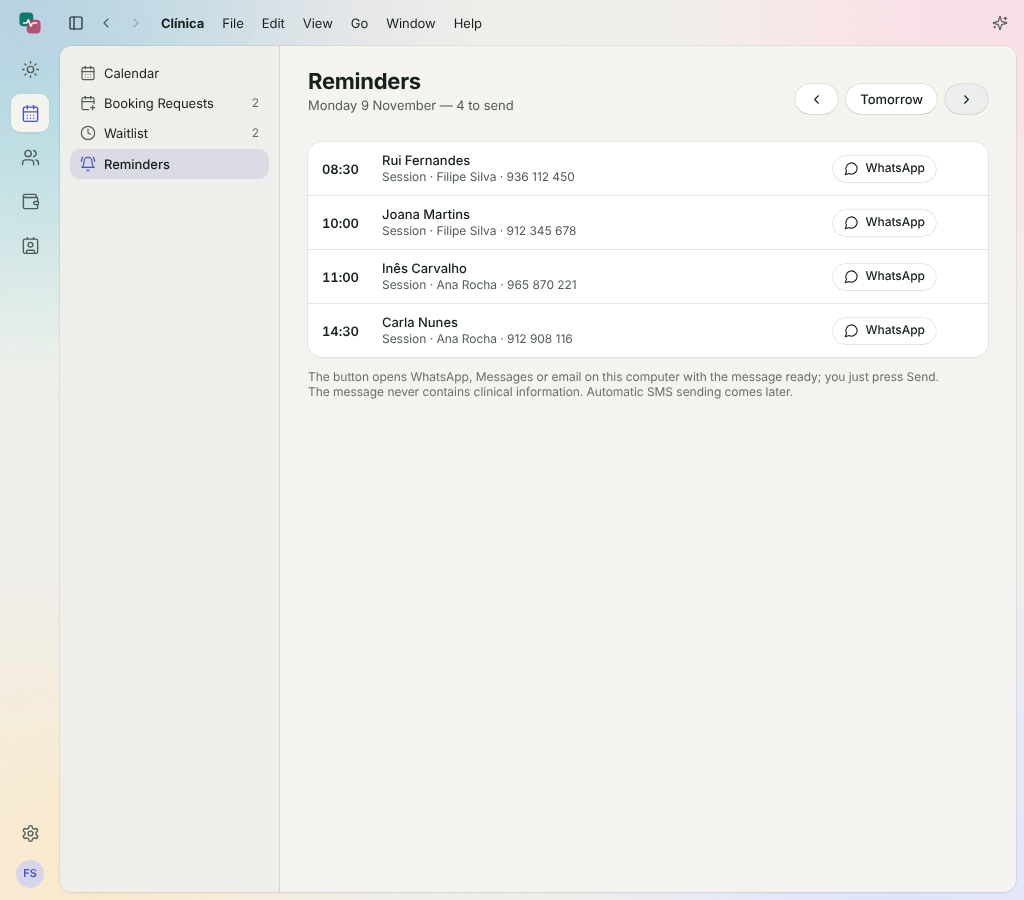 Clínica File Edit View Go Window Help
Calendar
Booking Requests 2
Waitlist 2
Reminders
Reminders
Monday 9 November — 4 to send
Tomorrow
08:30
Rui Fernandes
Session · Filipe Silva · 936 112 450
WhatsApp
10:00
Joana Martins
Session · Filipe Silva · 912 345 678
WhatsApp
11:00
Inês Carvalho
Session · Ana Rocha · 965 870 221
WhatsApp
14:30
Carla Nunes
Session · Ana Rocha · 912 908 116
WhatsApp
The button opens WhatsApp, Messages or email on this computer with the message ready; you just press Send.
The message never contains clinical information. Automatic SMS sending comes later.
FS